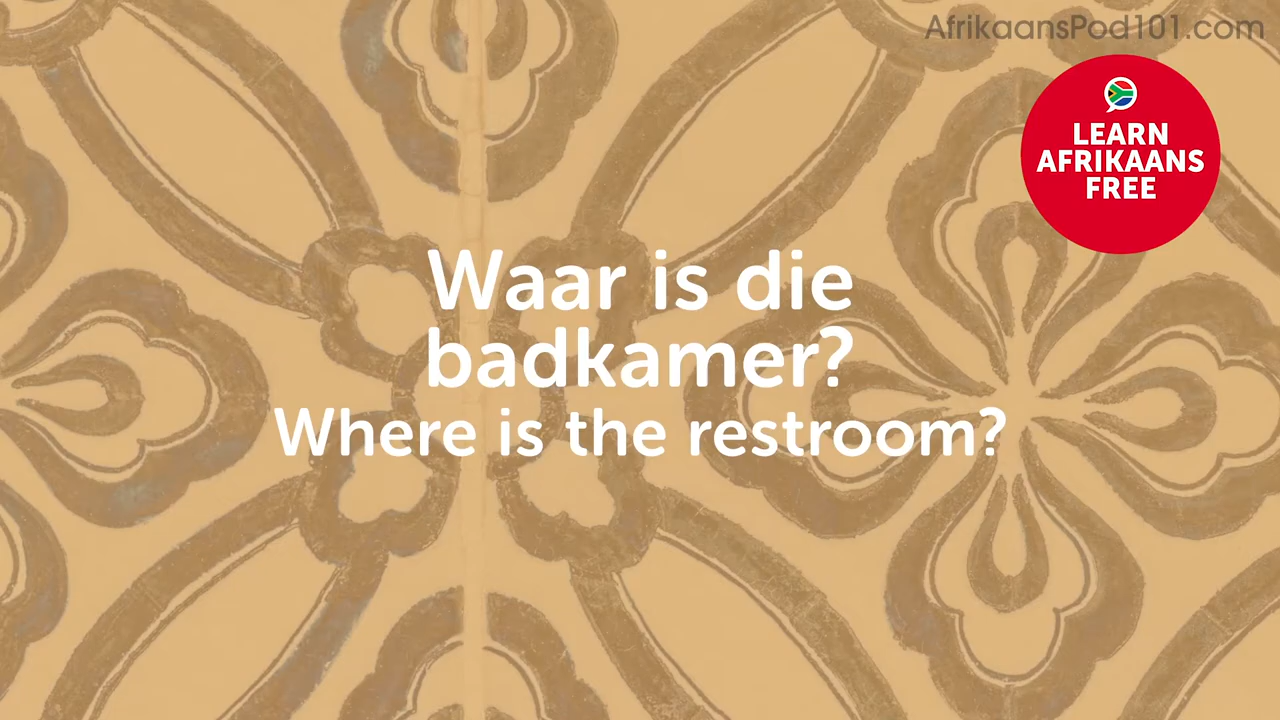 AfrikaansPod101.com
LEARN
AFRIKAANS
FREE
Waar is die
badkamer?
Where is the restroom?